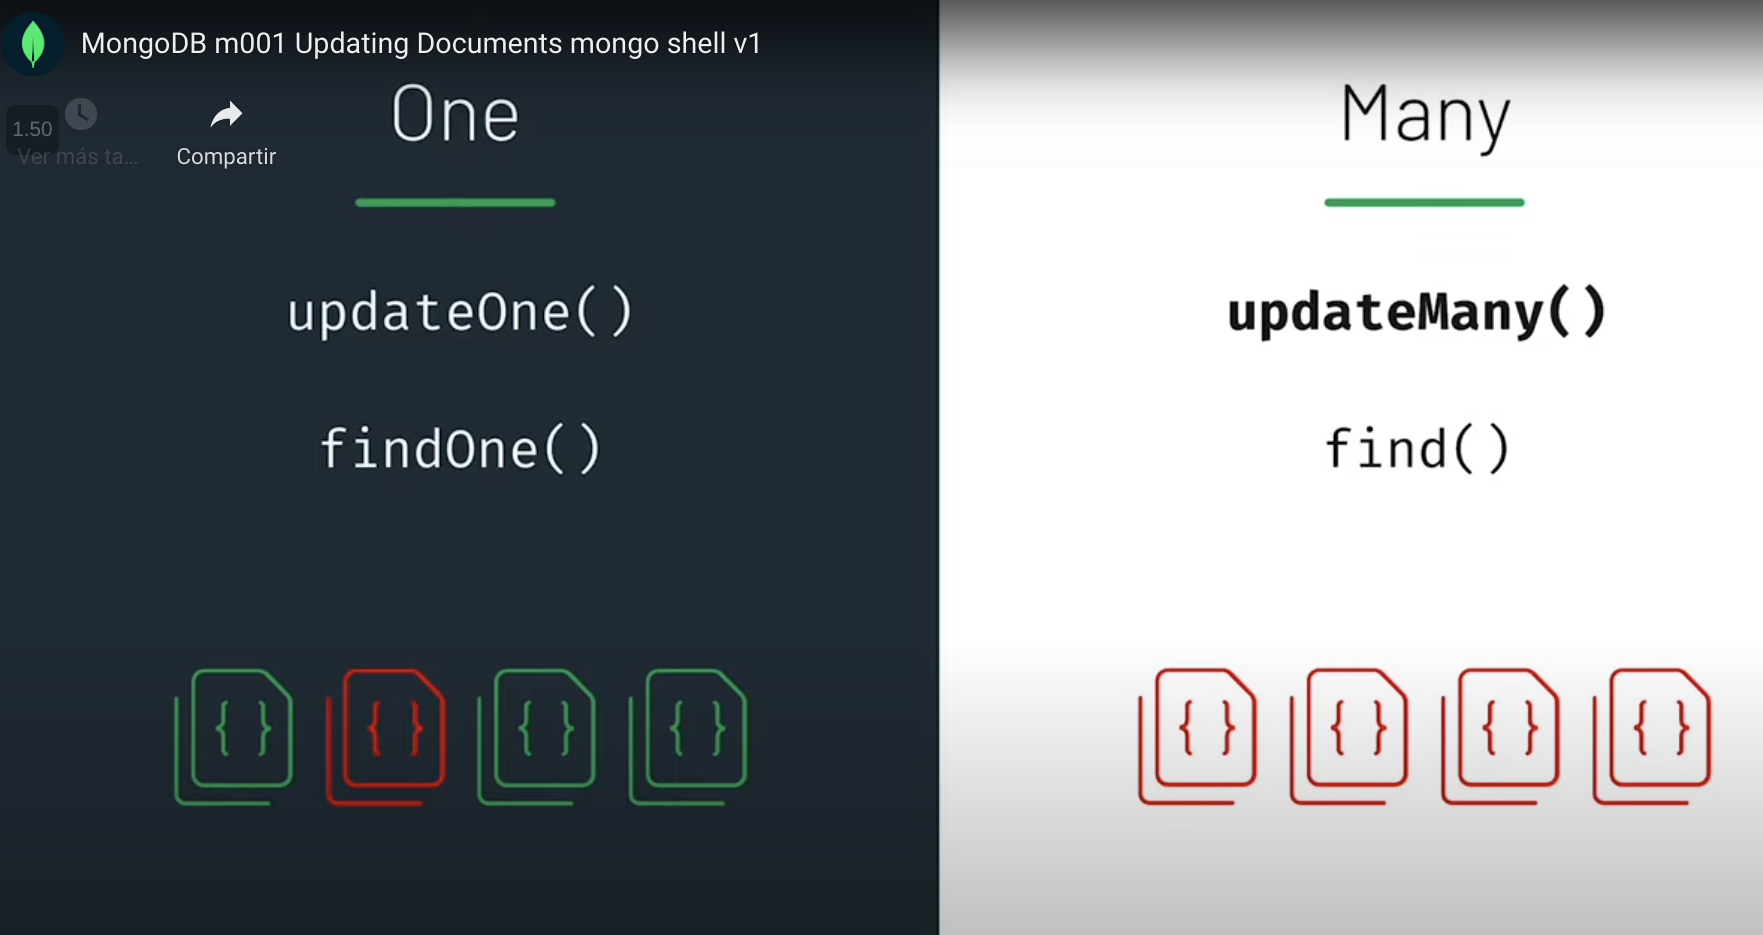 MongoDB m001 Updating Documents mongo shell v1
1.50
Ver más ta...
Compartir
One
updateOne()
findOne()
{ } { } { } { }
Many
updateMany()
find()
{ } { } { } { }